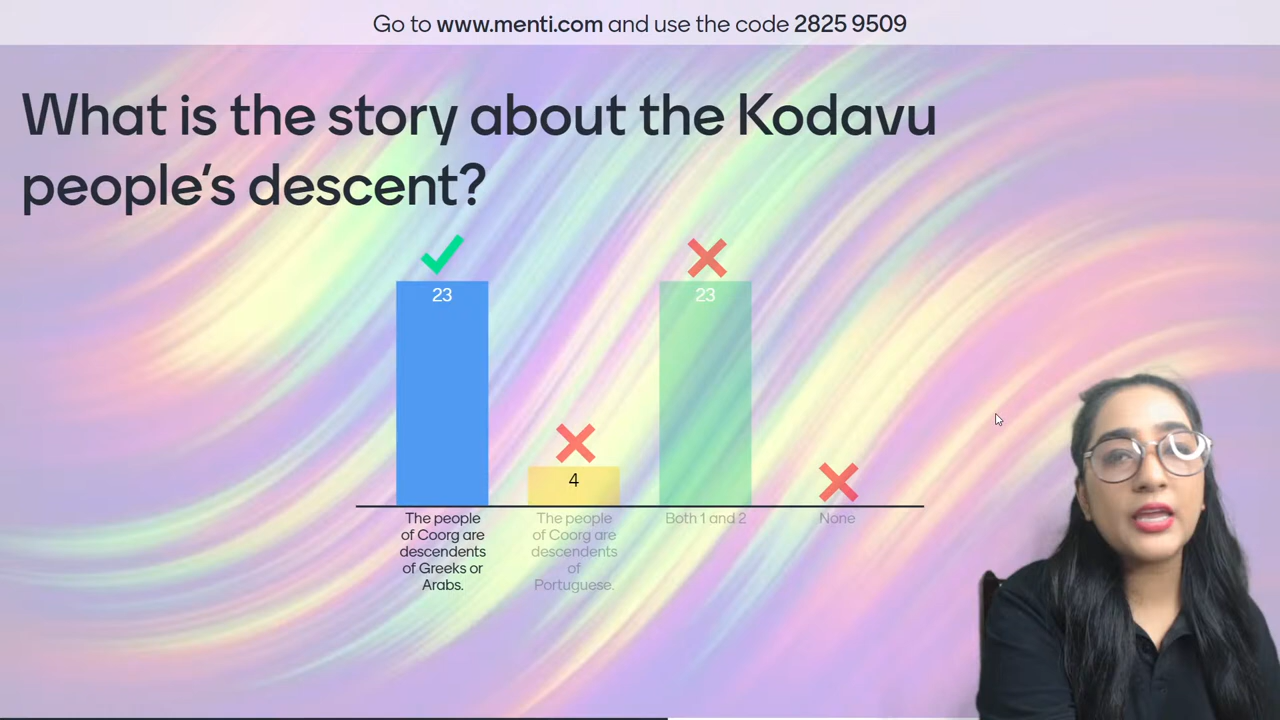 Go to www.menti.com and use the code 2825 9509
What is the story about the Kodavu
people's descent?
23
4
23
The people
of Coorg are
descendents
of Greeks or
Arabs.
The people
of Coorg are
descendents
of
Portuguese.
Both 1 and 2
None